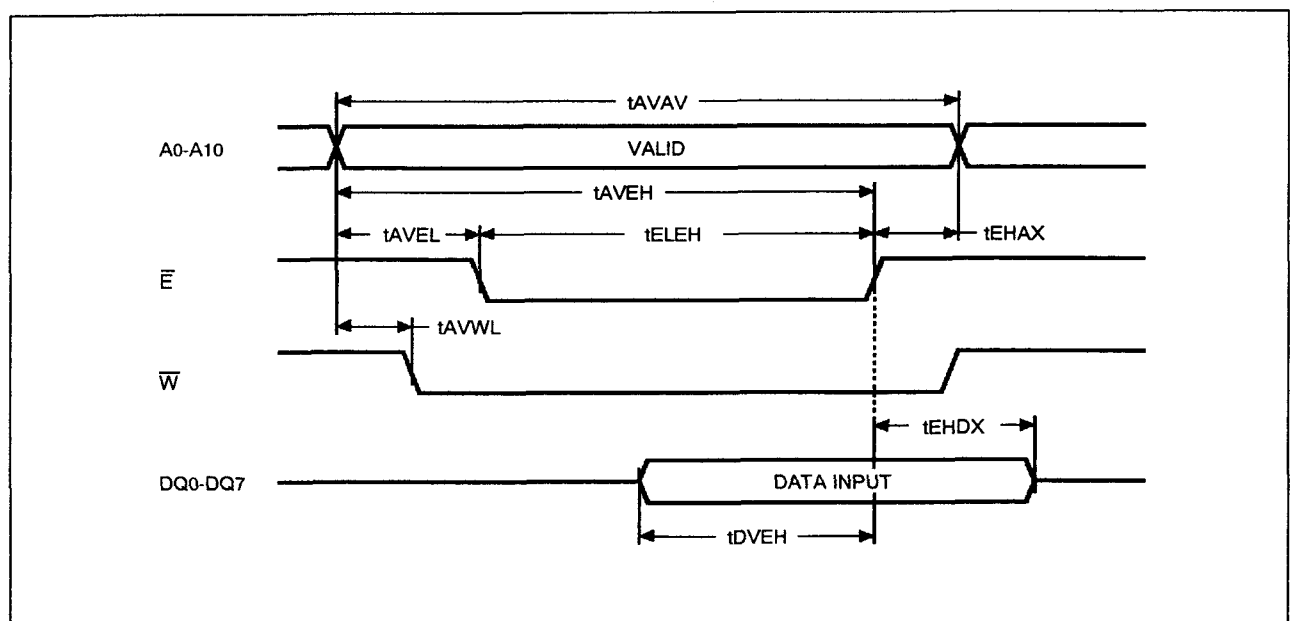 tAVAV
A0-A10
VALID
tAVEH
tAVEL
tELEH
tEHAX
E̅
tAVWL
W̅
tEHDX
DQ0-DQ7
DATA INPUT
tDVEH